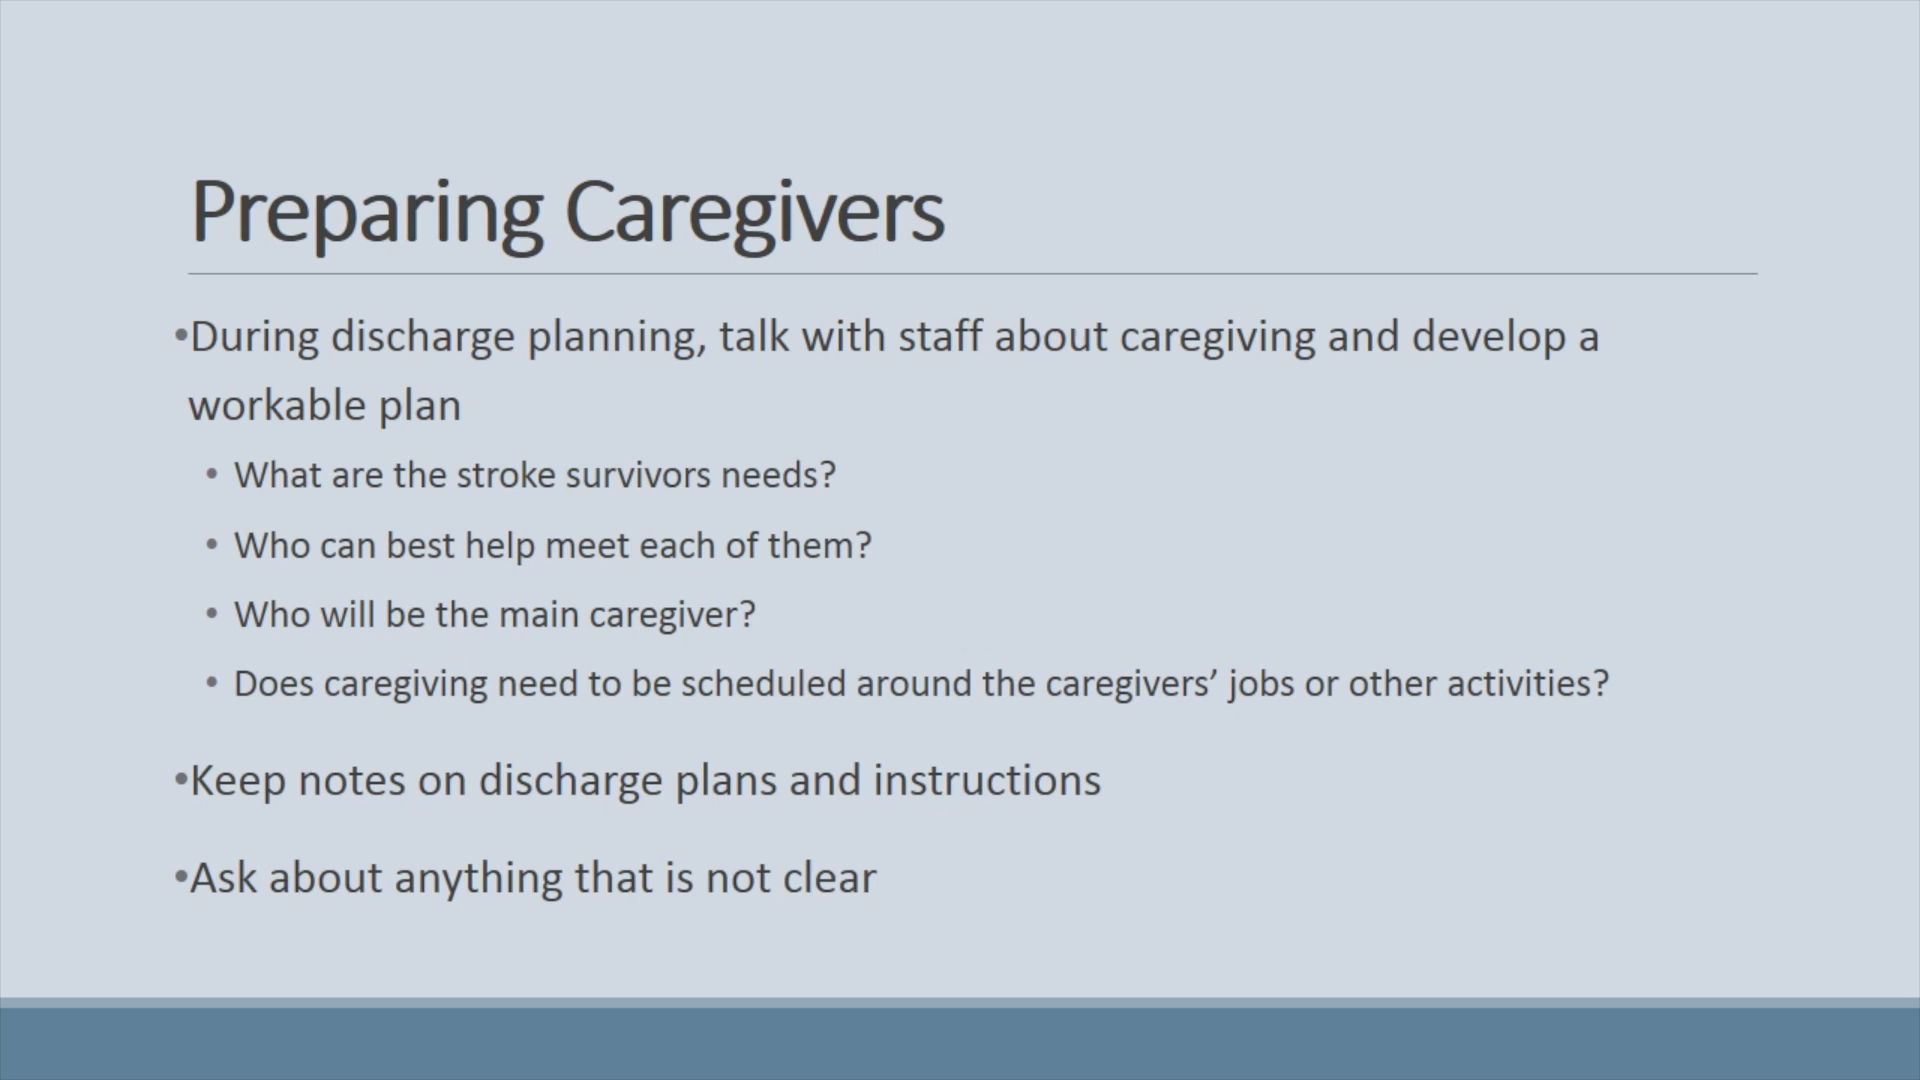 Preparing Caregivers
•During discharge planning, talk with staff about caregiving and develop a
workable plan
• What are the stroke survivors needs?
• Who can best help meet each of them?
• Who will be the main caregiver?
• Does caregiving need to be scheduled around the caregivers’ jobs or other activities?
•Keep notes on discharge plans and instructions
•Ask about anything that is not clear